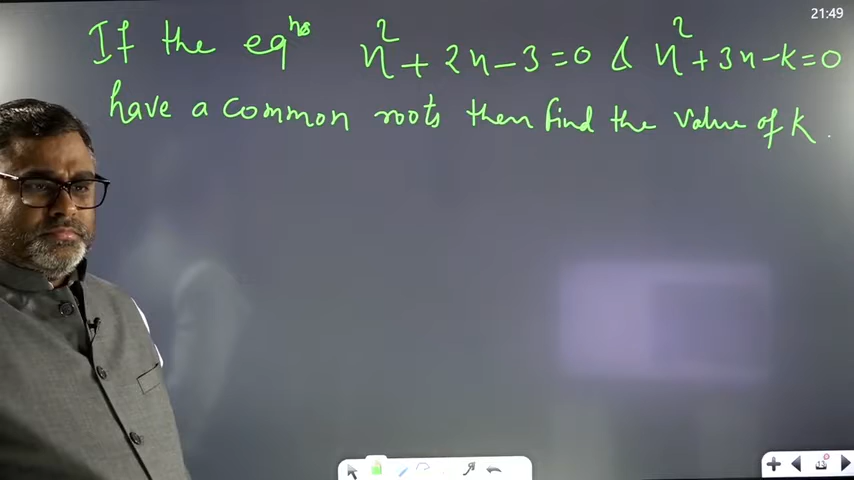 21:49
If the eqⁿˢ x² + 2x - 3 = 0 & x² + 3x - k = 0
have a common roots then find the value of k.
13